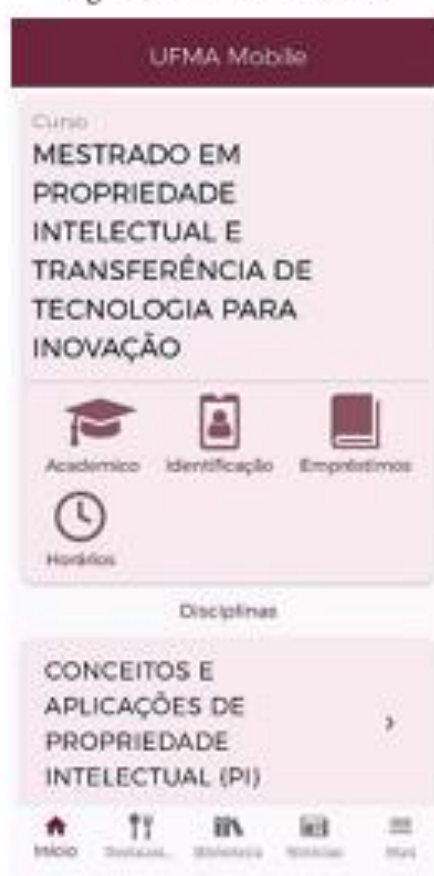 UFMA Mobile
Curso
MESTRADO EM
PROPRIEDADE
INTELECTUAL E
TRANSFERÊNCIA DE
TECNOLOGIA PARA
INOVAÇÃO
Acadêmico Identificação Empréstimos
Horários
Disciplinas
CONCEITOS E
APLICAÇÕES DE
PROPRIEDADE
INTELECTUAL (PI)
Início Biblioteca Notícias Mais